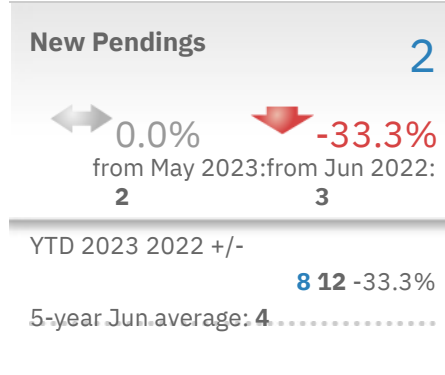 New Pendings
2
0.0% -33.3%
from May 2023:from Jun 2022:
2 3
YTD 2023 2022 +/-
8 12 -33.3%
5-year Jun average: 4